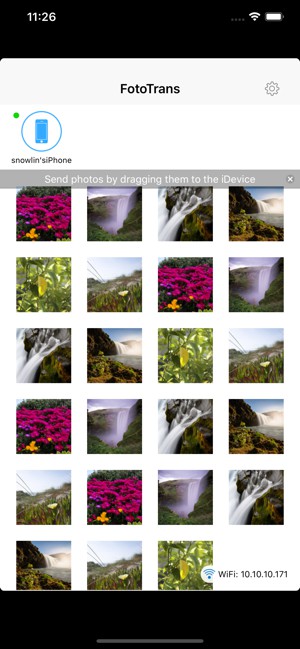 11:26
FotoTrans
snowlin'siPhone
Send photos by dragging them to the iDevice
WiFi: 10.10.10.171